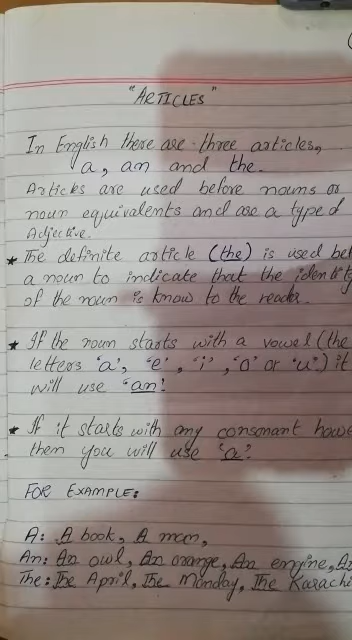 "ARTICLES"
In English there are three articles,
a, an and the.
Articles are used before nouns or
noun equivalents and are a type of
Adjective.
* The definite article (the) is used bef
a noun to indicate that the identity
of the noun is know to the reader.
* If the noun starts with a vowel (the
letters 'a', 'e', 'i', 'o' or 'u') it
will use 'an'.
* If it starts with any consonant howe
them you will use 'a'.
FOR EXAMPLE:
A: A book, A man,
An: An owl, An orange, An engine, An
The: The April, The Monday, The Karachi